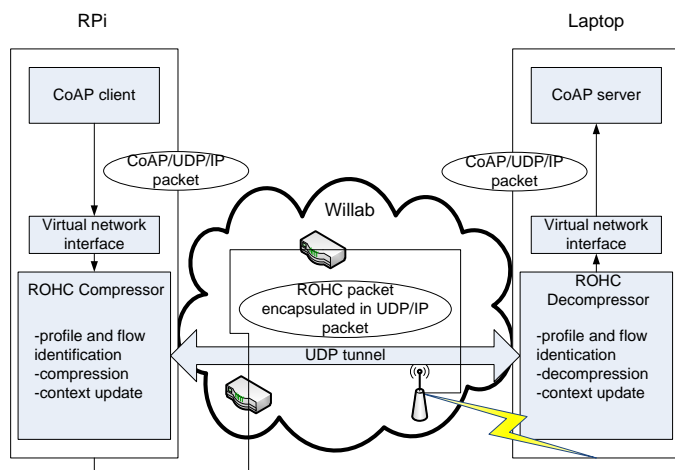 RPi
Laptop
CoAP client
CoAP server
CoAP/UDP/IP
packet
CoAP/UDP/IP
packet
Willab
Virtual network
interface
Virtual network
interface
ROHC Compressor
-profile and flow
identification
-compression
-context update
ROHC packet
encapsulated in UDP/IP
packet
UDP tunnel
ROHC
Decompressor
-profile and flow
identication
-decompression
-context update